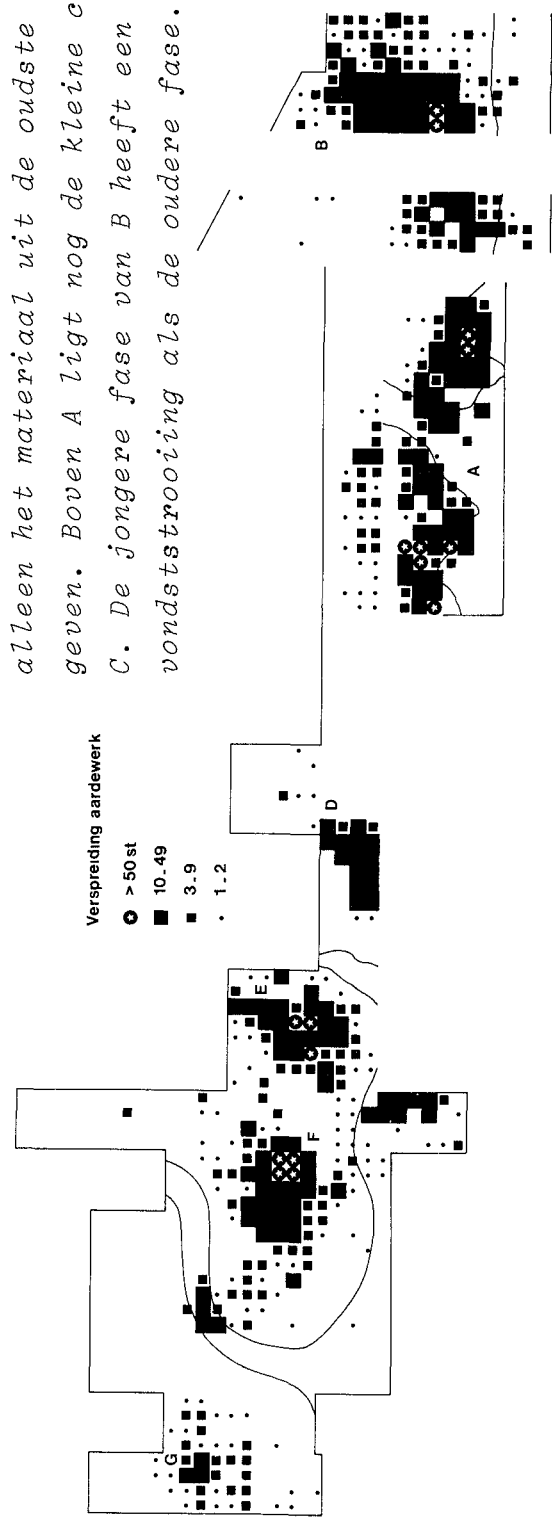 alleen het materiaal uit de oudste
geven. Boven A ligt nog de kleine c
C. De jongere fase van B heeft een
vondststrooiing als de oudere fase.
Verspreiding aardewerk
> 50 st
10-49
3-9
1-2
G
F
E
D
A
B